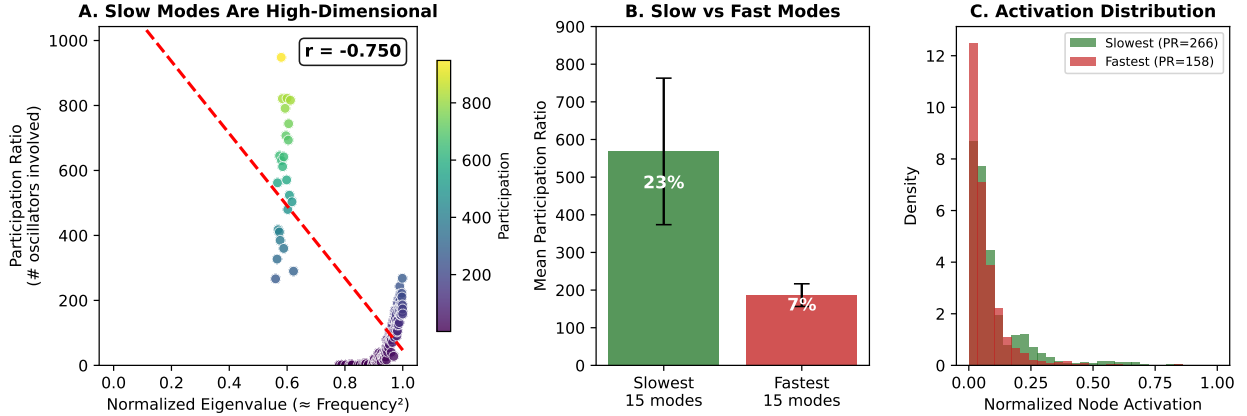 A. Slow Modes Are High-Dimensional
r = -0.750
1000
800
600
400
200
0
Participation Ratio
(# oscillators involved)
0.0 0.2 0.4 0.6 0.8 1.0
Normalized Eigenvalue (≈ Frequency²)
800
600
400
200
Participation
B. Slow vs Fast Modes
900
800
700
600
500
400
300
200
100
0
Mean Participation Ratio
23%
7%
Slowest
15 modes
Fastest
15 modes
C. Activation Distribution
Slowest (PR=266)
Fastest (PR=158)
12
10
8
6
4
2
0
Density
0.00 0.25 0.50 0.75 1.00
Normalized Node Activation